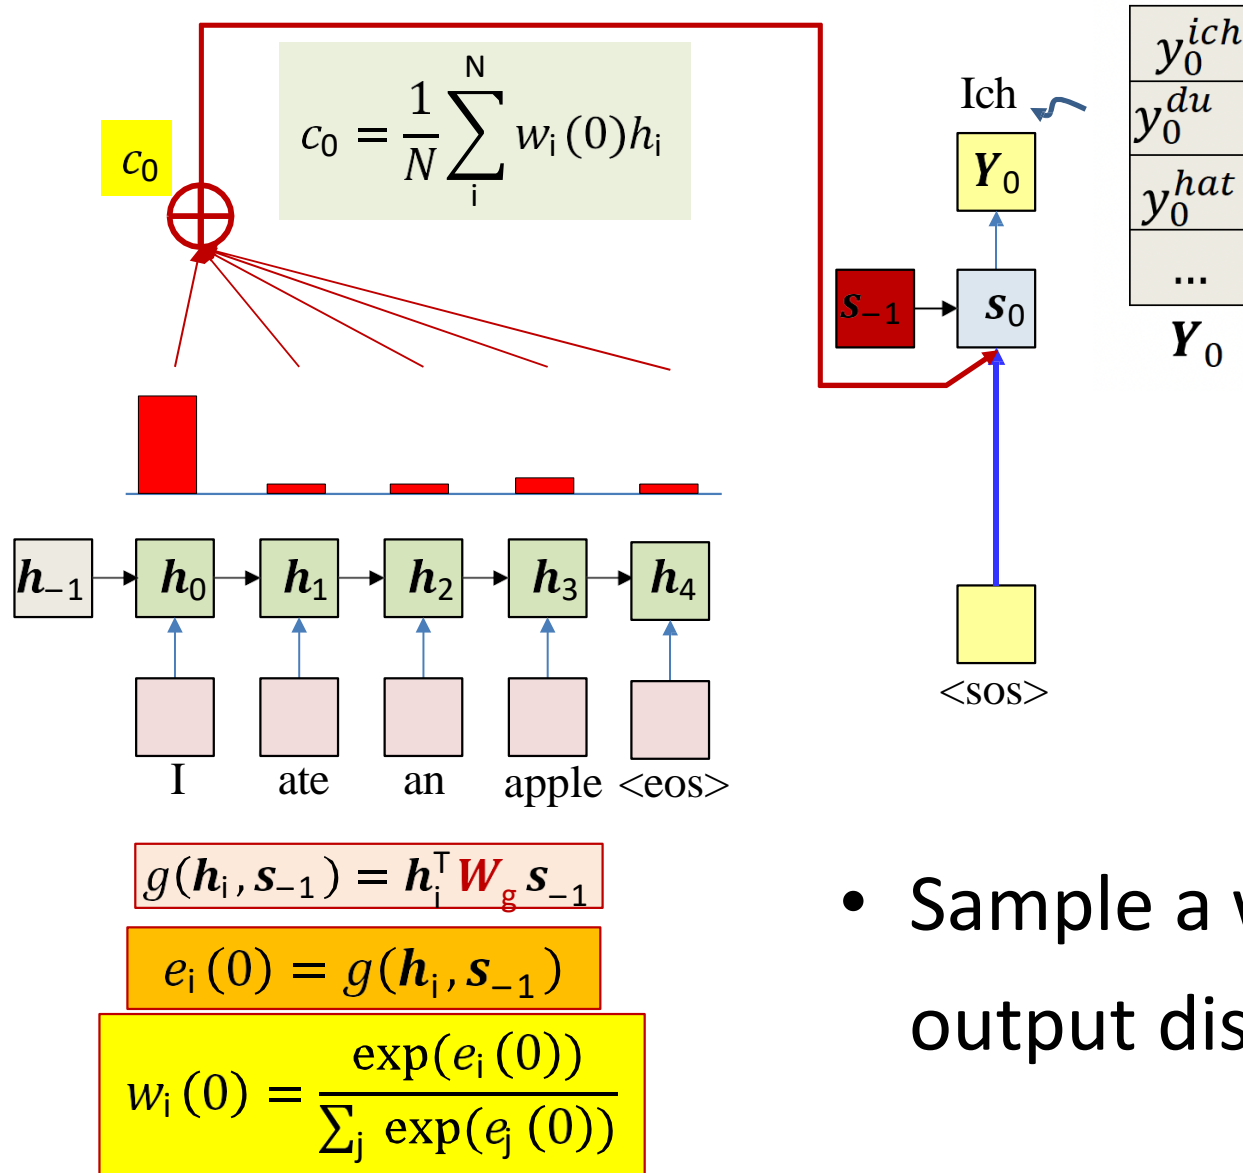 c₀
c₀ = 1/N ∑ᵢᴺ wᵢ(0)hᵢ
Ich
Y₀
s₋₁ s₀
y₀^ich
y₀^du
y₀^hat
...
Y₀
h₋₁ h₀ h₁ h₂ h₃ h₄
I ate an apple <eos>
<sos>
g(hᵢ, s₋₁) = hᵢᵀ W_g s₋₁
eᵢ(0) = g(hᵢ, s₋₁)
wᵢ(0) = exp(eᵢ(0)) / ∑ⱼ exp(eⱼ(0))
• Sample a
output dis